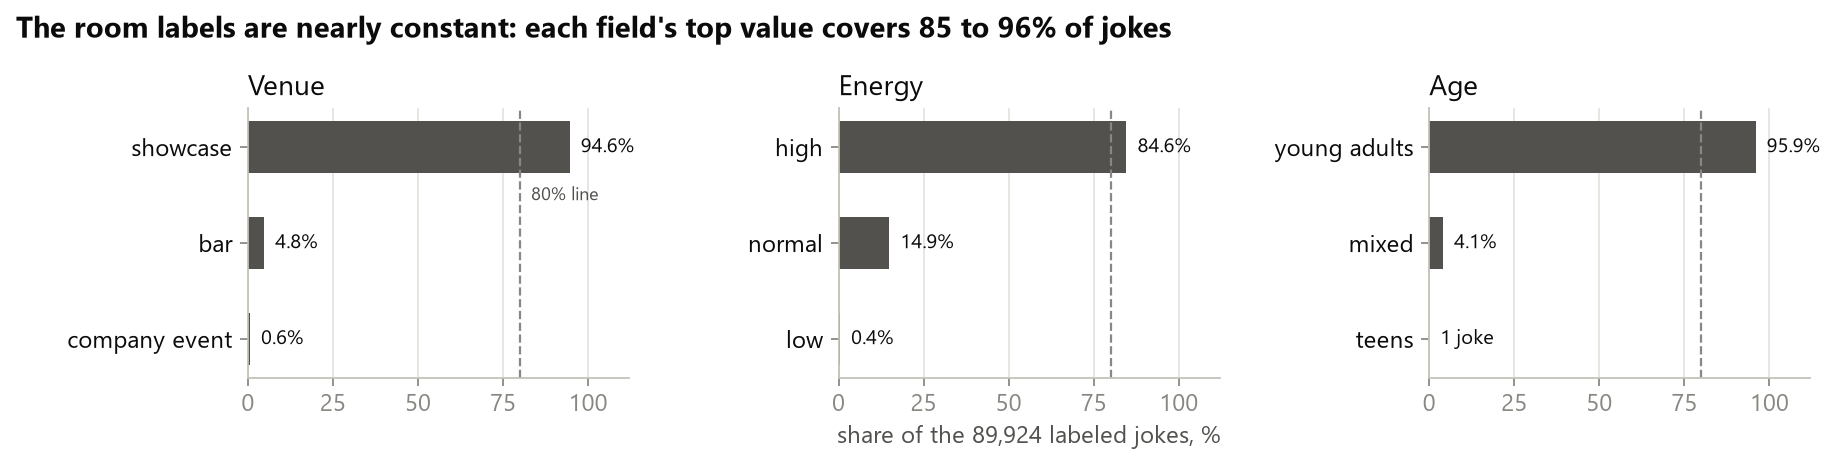 The room labels are nearly constant: each field's top value covers 85 to 96% of jokes
Venue
showcase
94.6%
80% line
bar
4.8%
company event
0.6%
0 25 50 75 100
Energy
high
84.6%
normal
14.9%
low
0.4%
0 25 50 75 100
share of the 89,924 labeled jokes, %
Age
young adults
95.9%
mixed
4.1%
teens
1 joke
0 25 50 75 100